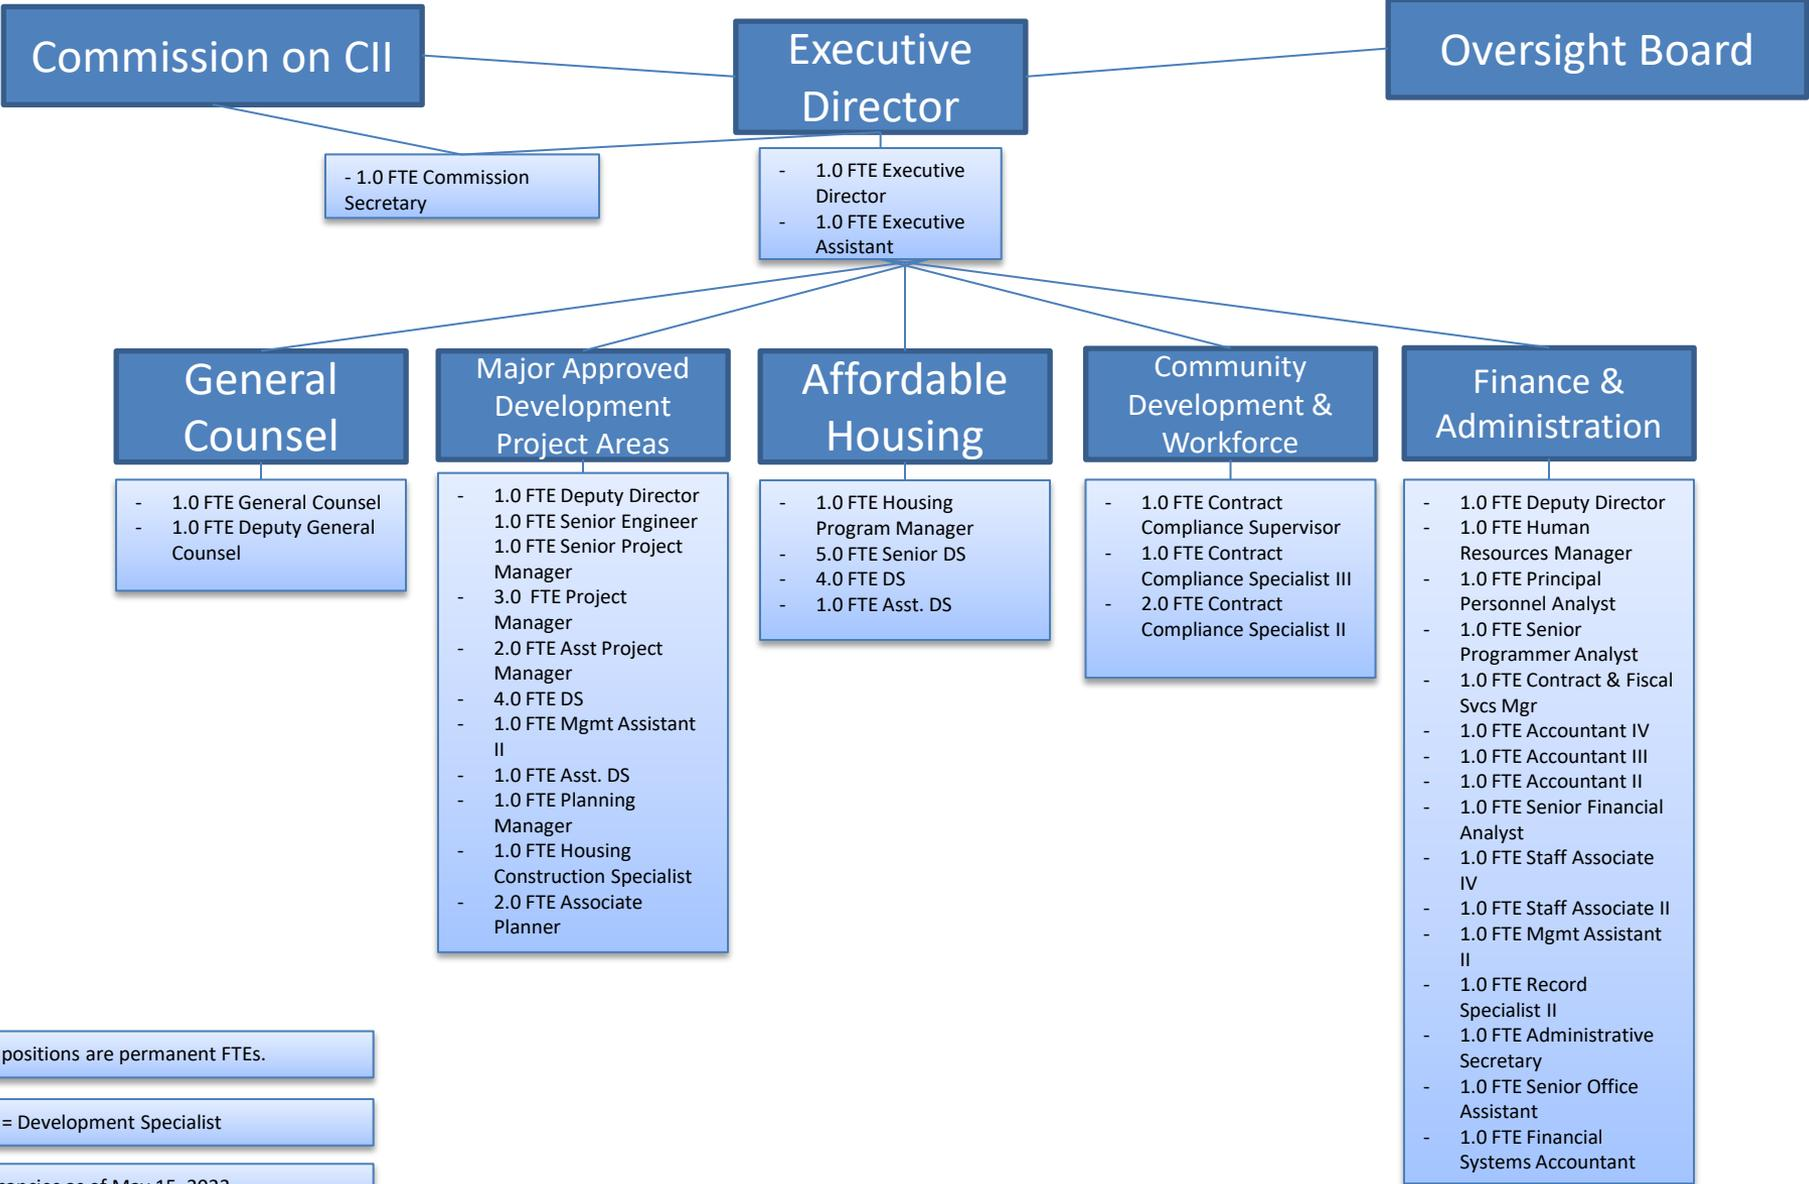 Commission on CII
Executive
Director
Oversight Board
- 1.0 FTE Commission
Secretary
- 1.0 FTE Executive
Director
- 1.0 FTE Executive
Assistant
General
Counsel
- 1.0 FTE General Counsel
- 1.0 FTE Deputy General
Counsel
Major Approved
Development
Project Areas
- 1.0 FTE Deputy Director
1.0 FTE Senior Engineer
1.0 FTE Senior Project
Manager
- 3.0 FTE Project
Manager
- 2.0 FTE Asst Project
Manager
- 4.0 FTE DS
- 1.0 FTE Mgmt Assistant
II
- 1.0 FTE Asst. DS
- 1.0 FTE Planning
Manager
- 1.0 FTE Housing
Construction Specialist
- 2.0 FTE Associate
Planner
Affordable
Housing
- 1.0 FTE Housing
Program Manager
- 5.0 FTE Senior DS
- 4.0 FTE DS
- 1.0 FTE Asst. DS
Community
Development &
Workforce
- 1.0 FTE Contract
Compliance Supervisor
- 1.0 FTE Contract
Compliance Specialist III
- 2.0 FTE Contract
Compliance Specialist II
Finance &
Administration
- 1.0 FTE Deputy Director
- 1.0 FTE Human
Resources Manager
- 1.0 FTE Principal
Personnel Analyst
- 1.0 FTE Senior
Programmer Analyst
- 1.0 FTE Contract & Fiscal
Svcs Mgr
- 1.0 FTE Accountant IV
- 1.0 FTE Accountant III
- 1.0 FTE Accountant II
- 1.0 FTE Senior Financial
Analyst
- 1.0 FTE Staff Associate
IV
- 1.0 FTE Staff Associate II
- 1.0 FTE Mgmt Assistant
II
- 1.0 FTE Record
Specialist II
- 1.0 FTE Administrative
Secretary
- 1.0 FTE Senior Office
Assistant
- 1.0 FTE Financial
Systems Accountant
positions are permanent FTEs.
= Development Specialist
as of May 15, 2023